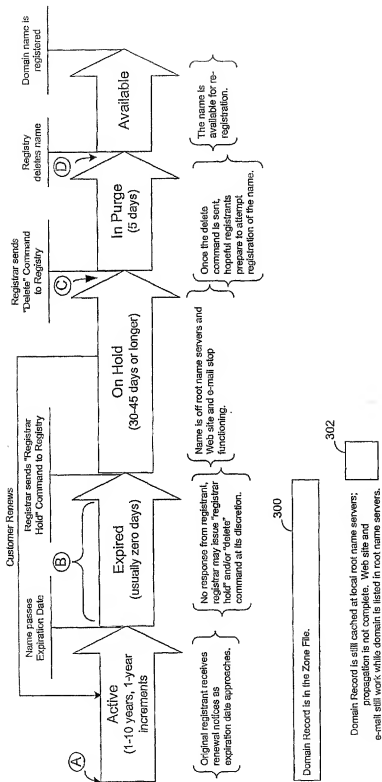 Customer Renews
Name passes
Expiration Date
Registrar sends "Registrar
Hold" Command to Registry
Registrar sends
"Delete" Command
to Registry
Registry
deletes name
Domain name is
registered
A
B
C
D
Active
(1-10 years, 1-year
increments
Expired
(usually zero days)
On Hold
(30-45 days or longer)
In Purge
(5 days)
Available
Original registrant receives
renewal notices as
expiration date approaches.
No response from registrant,
registrar may issue "registrar
hold" and/or "delete"
command at its discretion.
Name is off root name servers and
Web site and e-mail stop
functioning.
Once the delete
command is sent,
hopeful registrants
prepare to attempt
registration of the name.
The name is
available for re-
registration.
300
Domain Record is in the Zone File.
302
Domain Record is still cached at local root name servers;
propagation is not complete. Web site and
e-mail still work while domain is listed in root name servers.